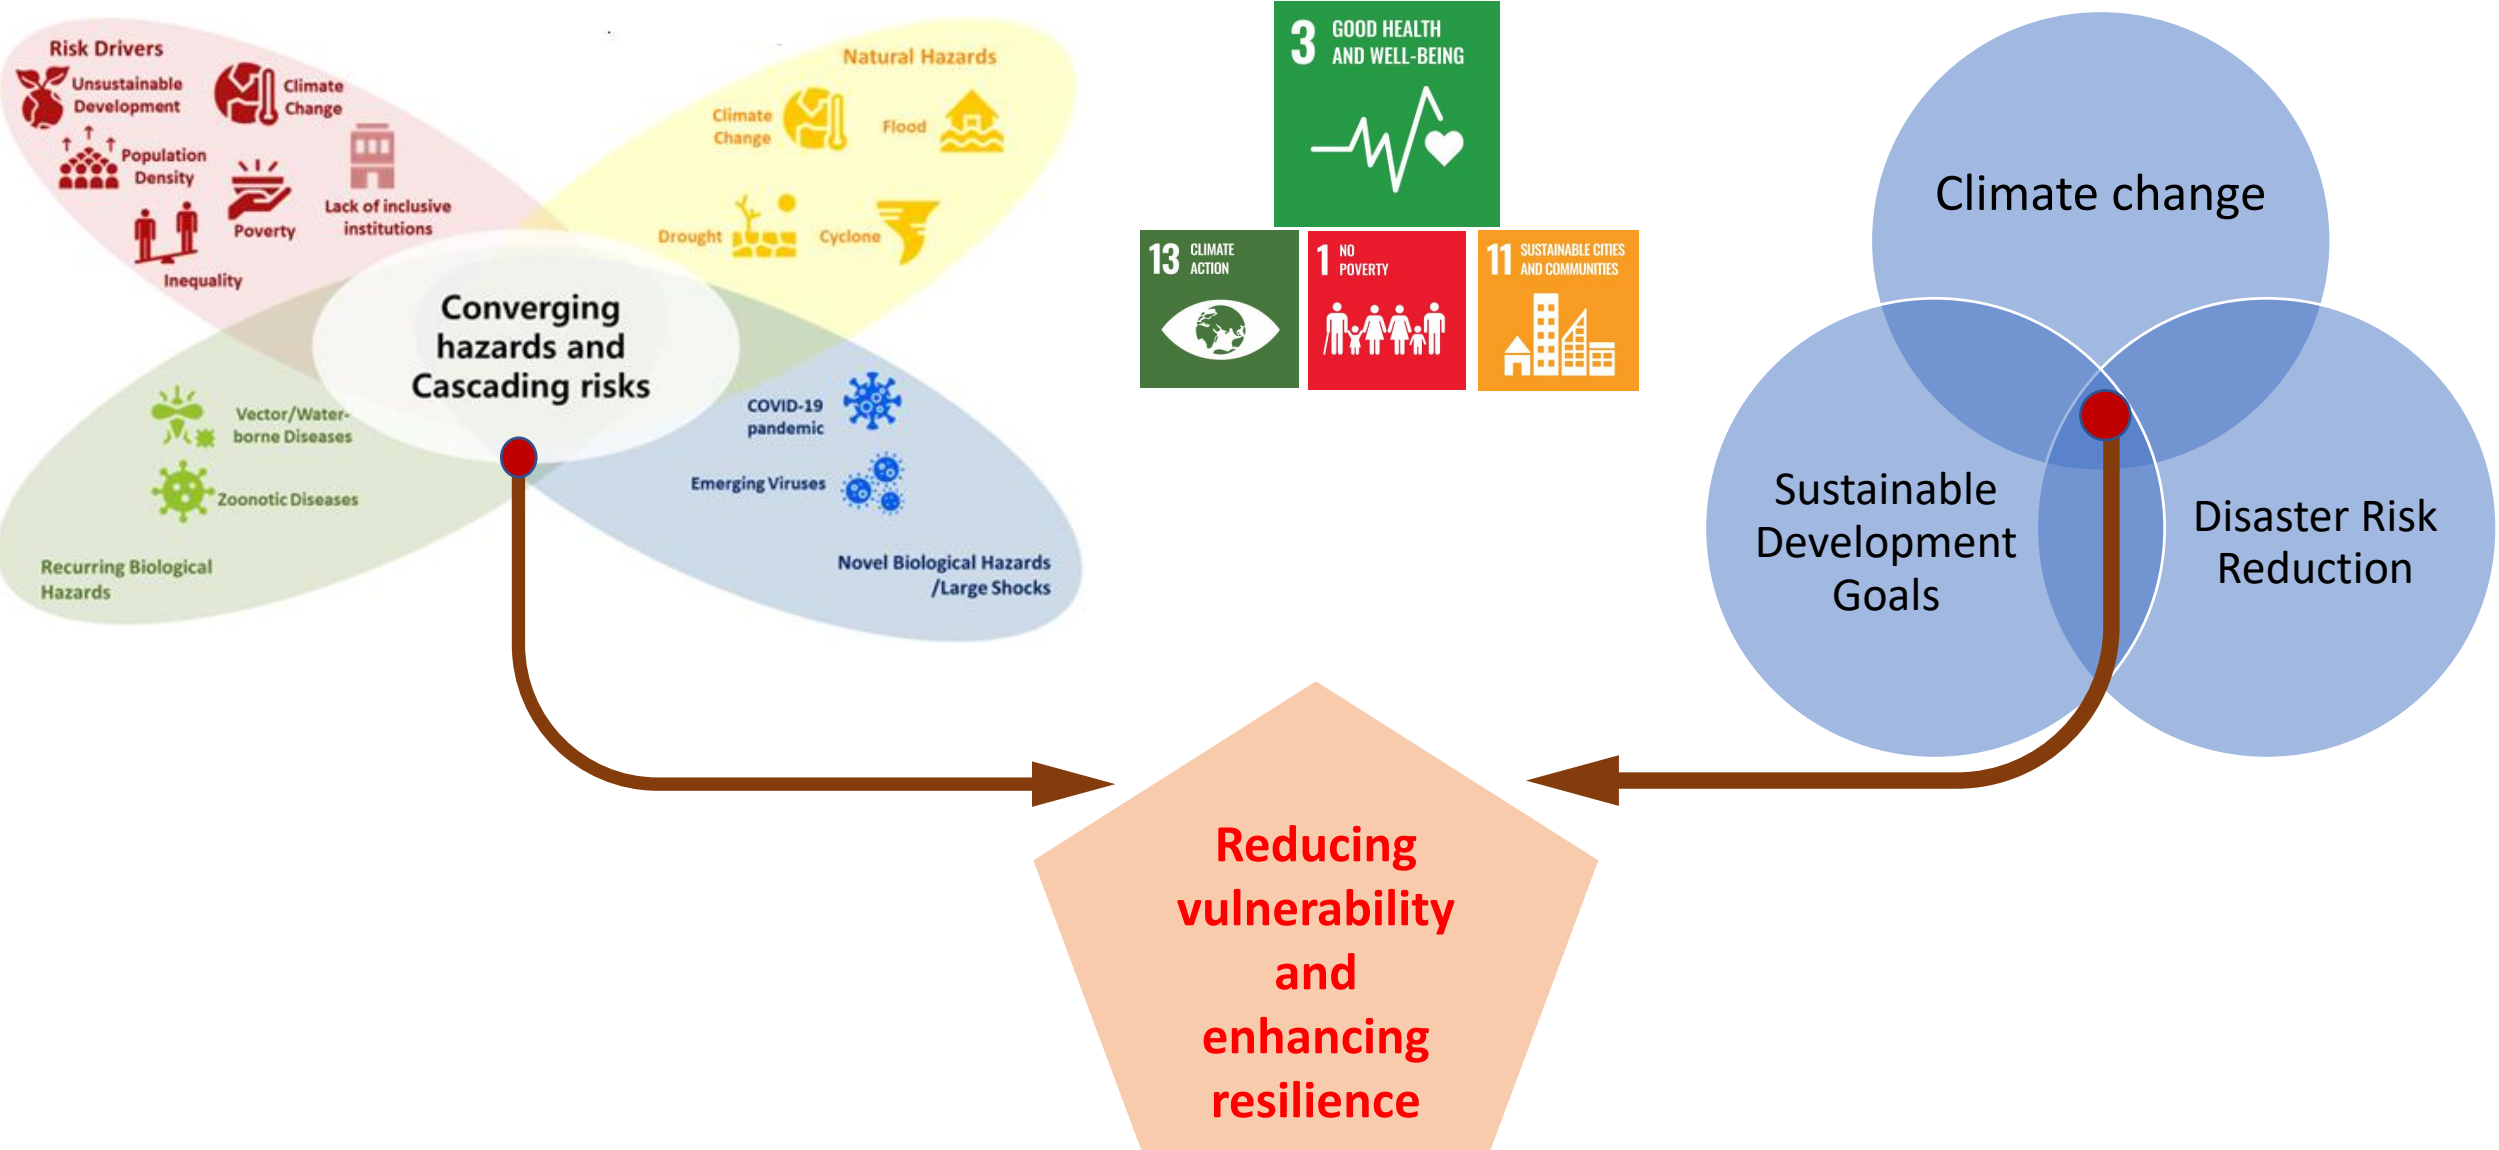 Risk Drivers
Unsustainable
Development
Climate
Change
Population
Density
Poverty
Lack of inclusive
institutions
Inequality
Natural Hazards
Climate
Change
Flood
Drought
Cyclone
Converging
hazards and
Cascading risks
Vector/Water-
borne Diseases
Zoonotic Diseases
Recurring Biological
Hazards
COVID-19
pandemic
Emerging Viruses
Novel Biological Hazards
/Large Shocks
3 GOOD HEALTH
AND WELL-BEING
13 CLIMATE
ACTION
1 NO
POVERTY
11 SUSTAINABLE CITIES
AND COMMUNITIES
Climate change
Sustainable
Development
Goals
Disaster Risk
Reduction
Reducing
vulnerability
and
enhancing
resilience